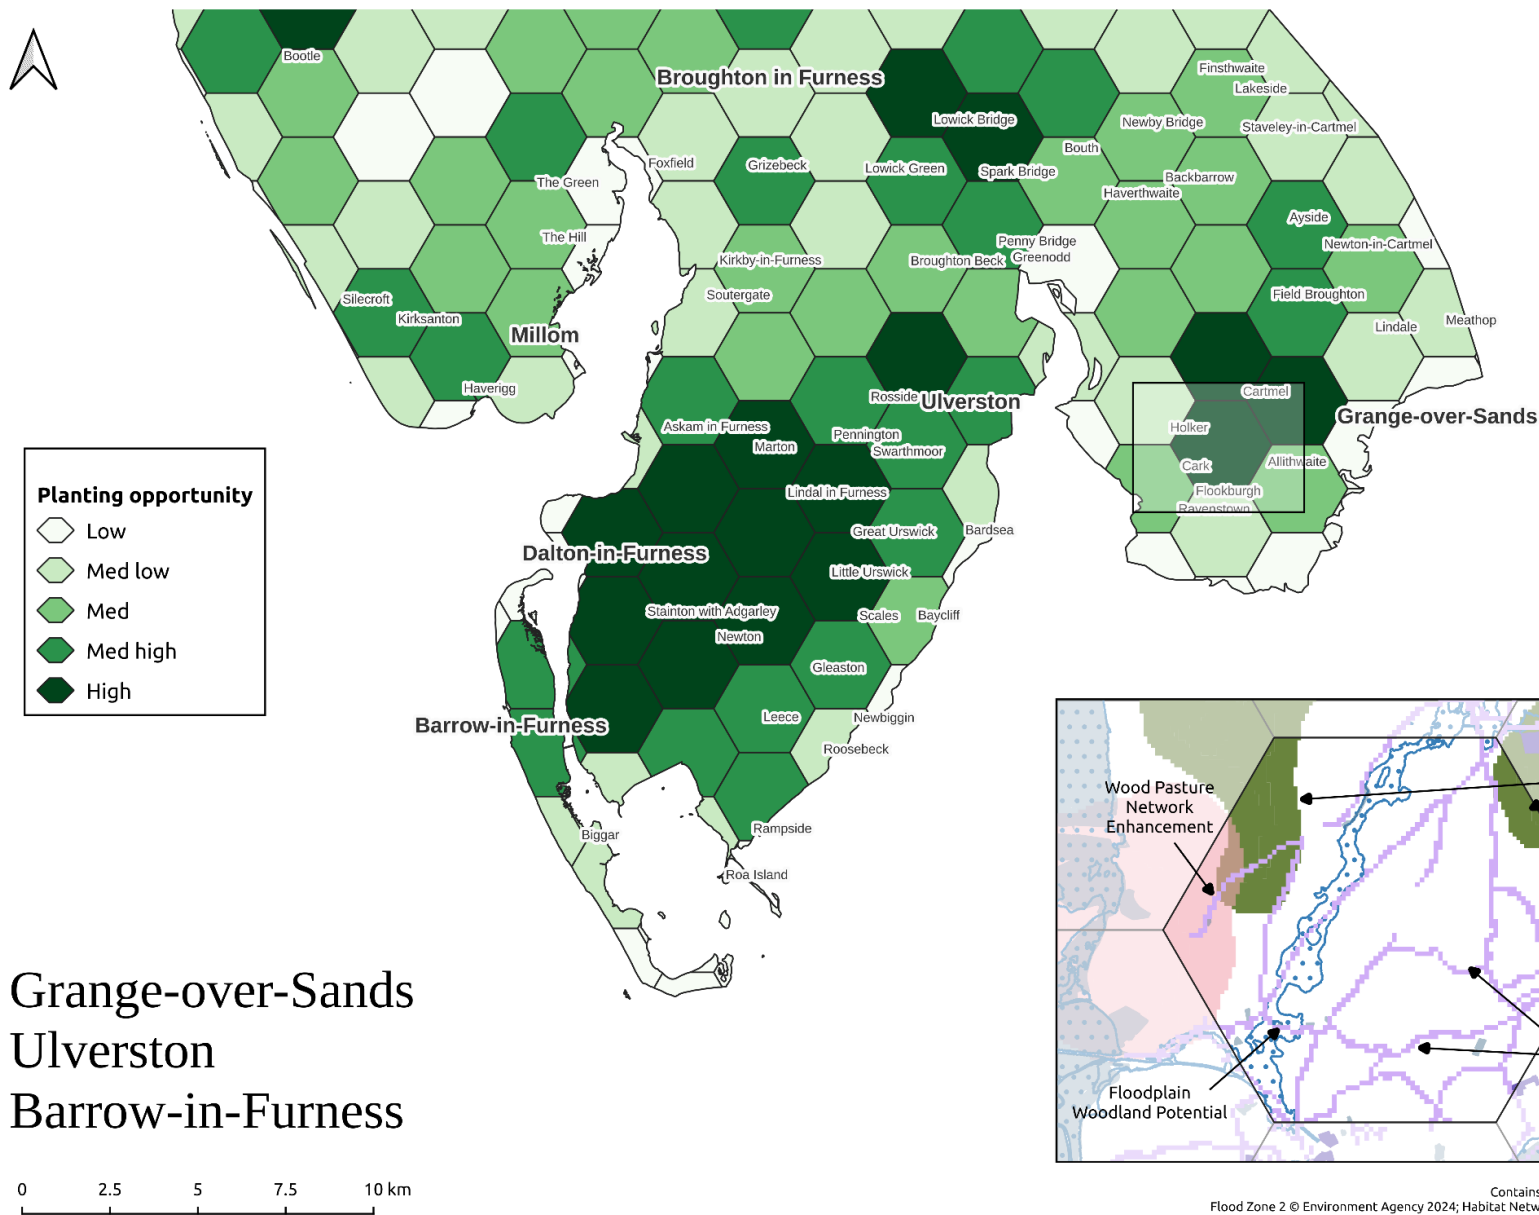 Bootle
Broughton in Furness
Finsthwaite
Lakeside
Lowick Bridge
Newby Bridge
Staveley-in-Cartmel
Bouth
Foxfield
Grizebeck
Lowick Green
Spark Bridge
Backbarrow
The Green
Haverthwaite
Ayside
The Hill
Penny Bridge
Newton-in-Cartmel
Kirkby-in-Furness
Broughton Beck
Greenodd
Silecroft
Soutergate
Field Broughton
Kirksanton
Millom
Lindale
Meathop
Haverigg
Rosside
Ulverston
Cartmel
Grange-over-Sands
Askam in Furness
Marton
Pennington
Swarthmoor
Holker
Cark
Allithwaite
Lindal in Furness
Flookburgh
Ravenstown
Great Urswick
Bardsea
Dalton-in-Furness
Little Urswick
Stainton with Adgarley
Scales
Baycliff
Newton
Gleaston
Barrow-in-Furness
Leece
Newbiggin
Roosebeck
Biggar
Rampside
Roa Island
Planting opportunity
Low
Med low
Med
Med high
High
Wood Pasture
Network
Enhancement
Floodplain
Woodland Potential
Grange-over-Sands
Ulverston
Barrow-in-Furness
0 2.5 5 7.5 10 km
Contains
Flood Zone 2 © Environment Agency 2024; Habitat Netw